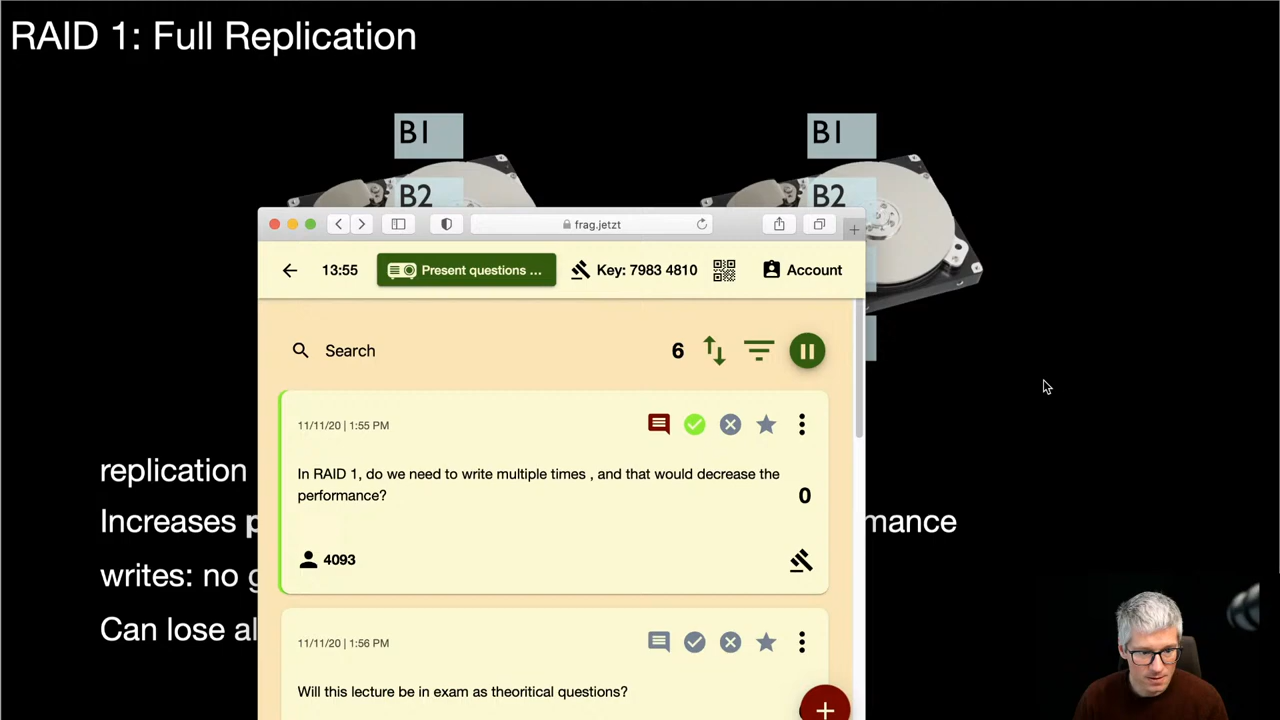 RAID 1: Full Replication
B1
B1
B2
B2
frag.jetzt
13:55
Present questions ...
Key: 7983 4810
Account
Search
6
11/11/20 | 1:55 PM
In RAID 1, do we need to write multiple times , and that would decrease the
performance?
0
4093
11/11/20 | 1:56 PM
Will this lecture be in exam as theoritical questions?
replication
Increases
mance
writes: no
Can lose